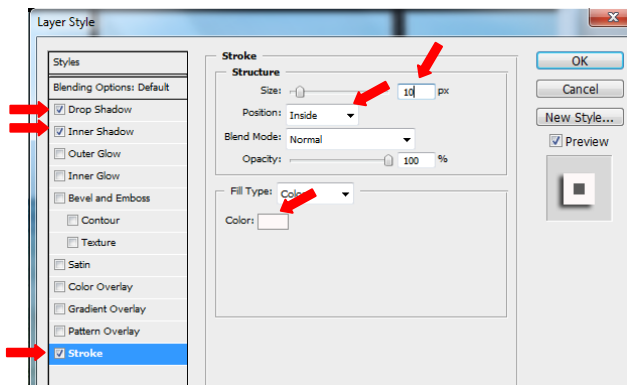 Layer Style
x
Styles
Blending Options: Default
Drop Shadow
Inner Shadow
Outer Glow
Inner Glow
Bevel and Emboss
Contour
Texture
Satin
Color Overlay
Gradient Overlay
Pattern Overlay
Stroke
Stroke
Structure
Size: 10 px
Position: Inside
Blend Mode: Normal
Opacity: 100 %
Fill Type: Color
Color:
OK
Cancel
New Style...
Preview